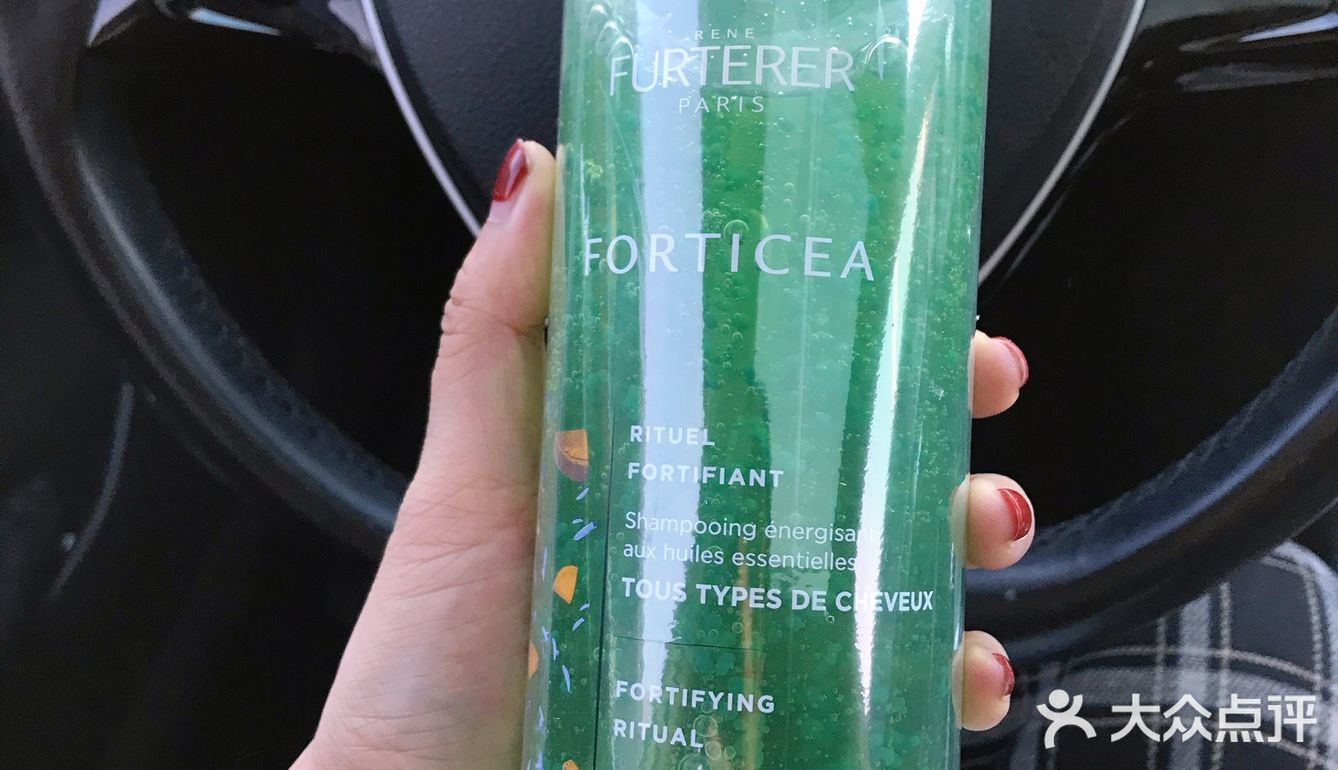 RENE
FURTERER
PARIS
FORTICEA
RITUEL
FORTIFIANT
Shampooing énergisant
aux huiles essentielles
TOUS TYPES DE CHEVEUX
FORTIFYING
RITUAL
大众点评